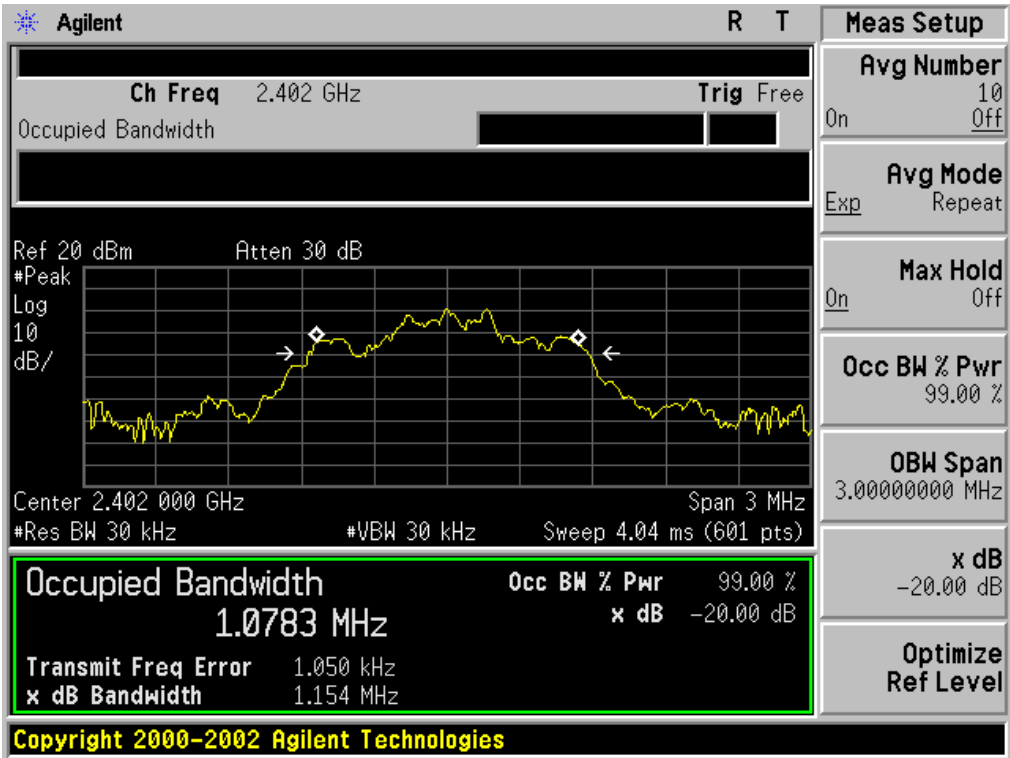 Agilent R T
Ch Freq 2.402 GHz Trig Free
Occupied Bandwidth
Ref 20 dBm Atten 30 dB
#Peak
Log
10
dB/
Center 2.402 000 GHz Span 3 MHz
#Res BW 30 kHz #VBW 30 kHz Sweep 4.04 ms (601 pts)
Occupied Bandwidth Occ BW % Pwr 99.00 %
1.0783 MHz x dB -20.00 dB
Transmit Freq Error 1.050 kHz
x dB Bandwidth 1.154 MHz
Copyright 2000-2002 Agilent Technologies
Meas Setup
Avg Number
10
On Off
Avg Mode
Exp Repeat
Max Hold
On Off
Occ BW % Pwr
99.00 %
OBW Span
3.00000000 MHz
x dB
-20.00 dB
Optimize
Ref Level